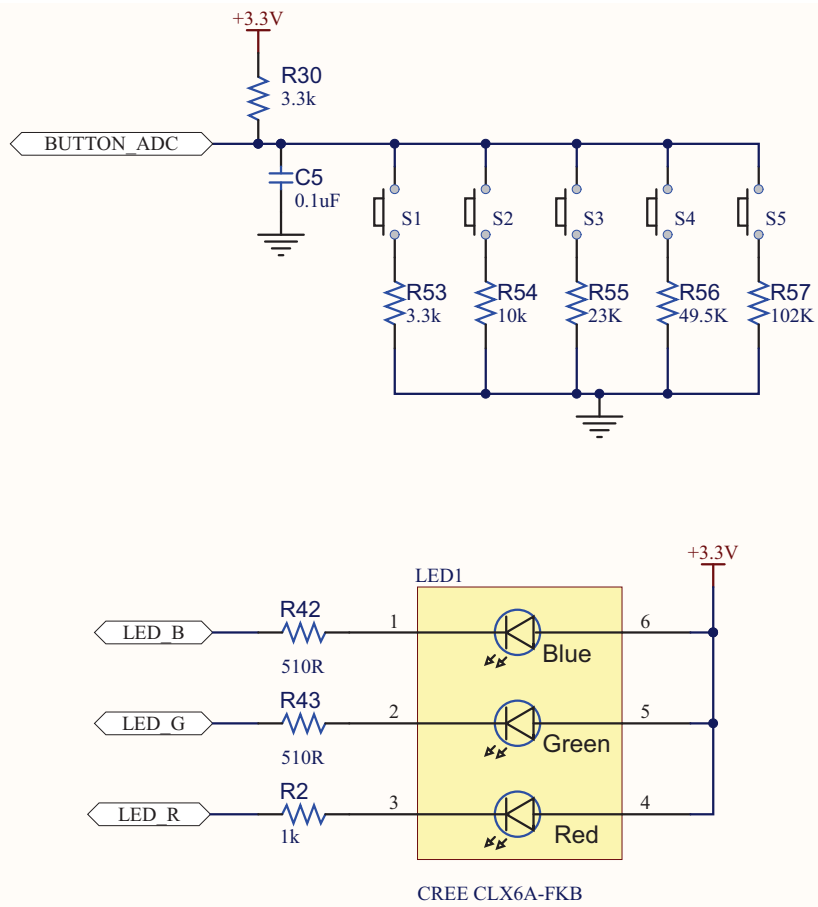 +3.3V
R30
3.3k
BUTTON_ADC
C5
0.1uF
S1
S2
S3
S4
S5
R53
3.3k
R54
10k
R55
23K
R56
49.5K
R57
102K
+3.3V
LED1
R42
LED_B
1
6
510R
Blue
R43
LED_G
2
5
510R
Green
R2
LED_R
3
4
1k
Red
CREE CLX6A-FKB